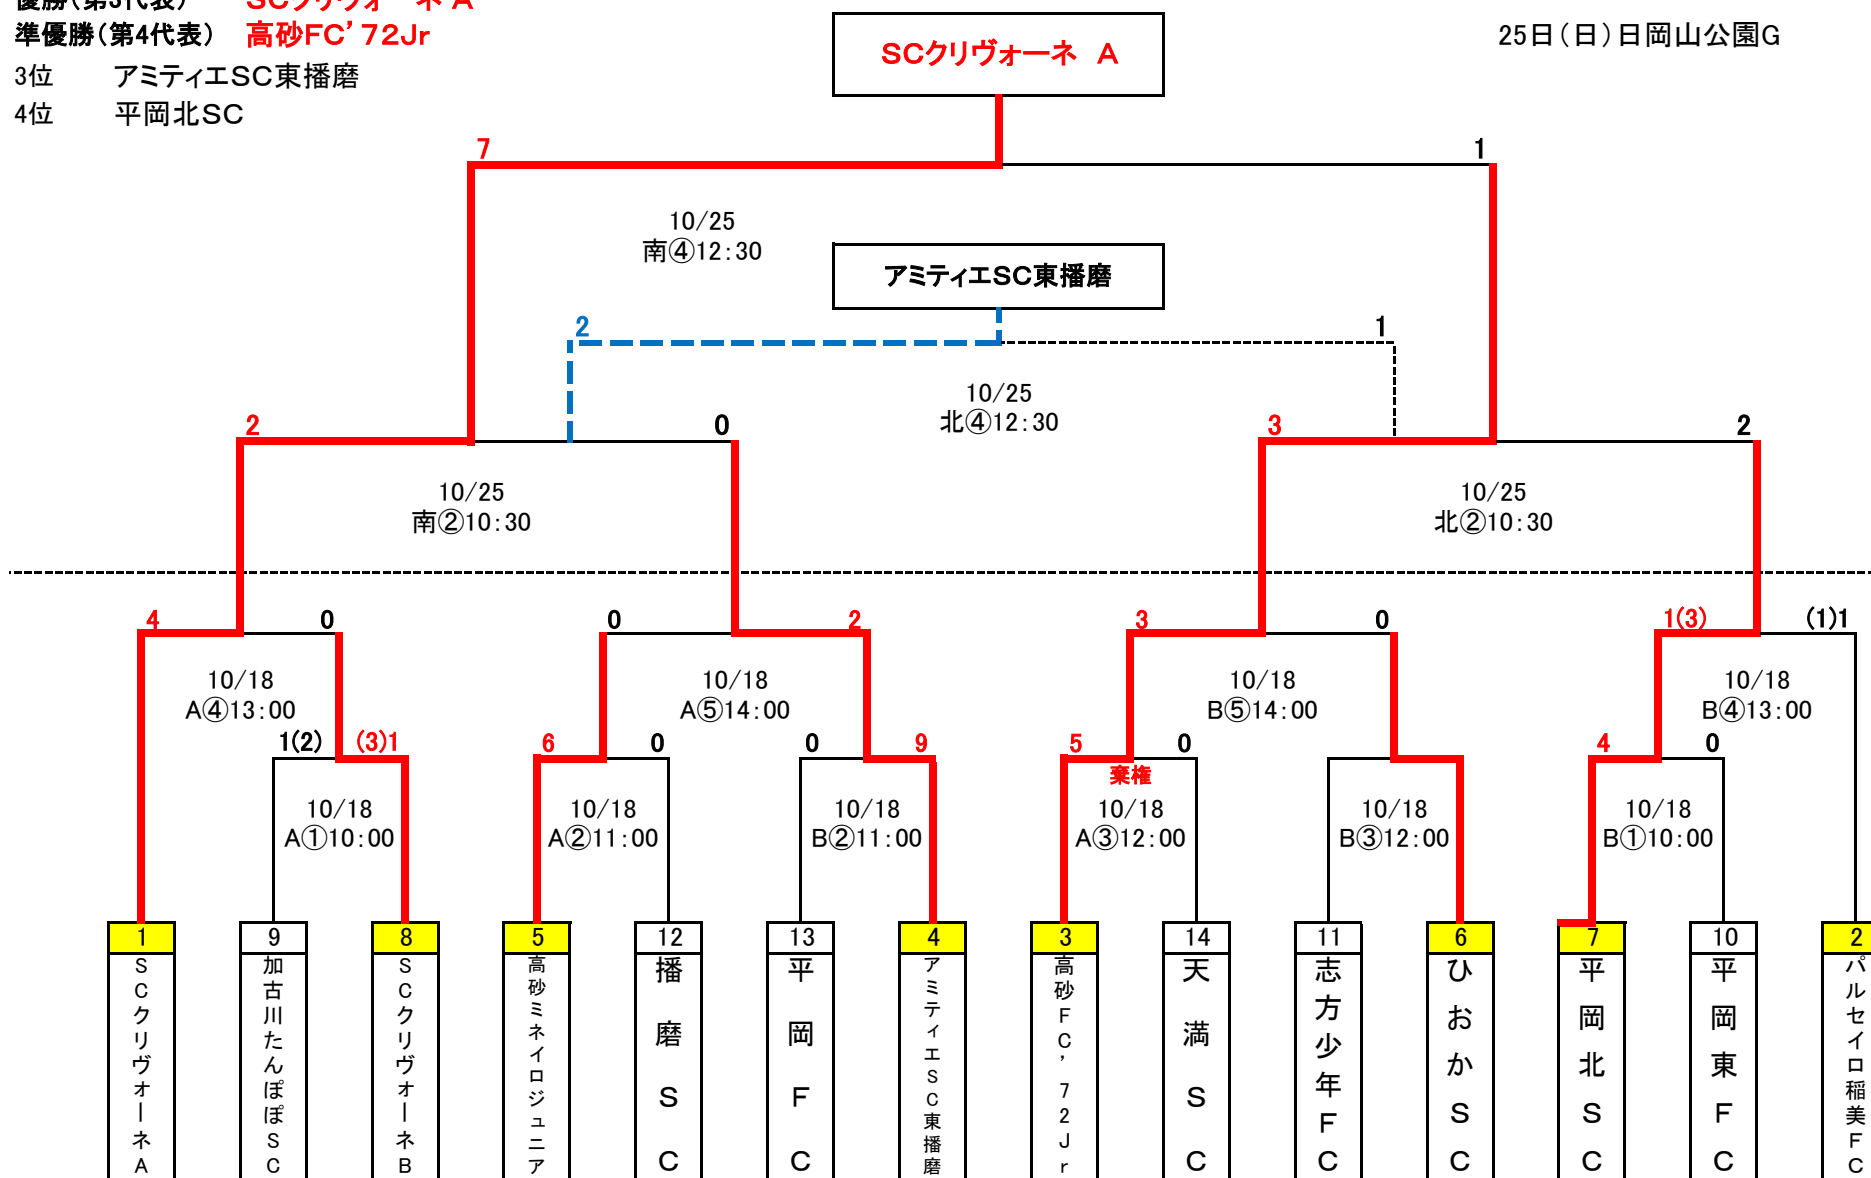 優勝（第3代表） SCクリヴォーネ A
準優勝（第4代表） 高砂FC’72Jr
3位 アミティエSC東播磨
4位 平岡北SC
SCクリヴォーネ A
25日（日）日岡山公園G
7 1
10/25
南④12:30
アミティエSC東播磨
2 1
10/25
北④12:30
2 0 3 2
10/25
南②10:30
10/25
北②10:30
4 0 0 2 3 0 1(3) (1)1
10/18
A④13:00
10/18
A⑤14:00
10/18
B⑤14:00
10/18
B④13:00
1(2) (3)1 6 0 0 9 5 0 4 0
棄権
10/18
A①10:00
10/18
A②11:00
10/18
B②11:00
10/18
A③12:00
10/18
B③12:00
10/18
B①10:00
1 9 8 5 12 13 4 3 14 11 6 7 10 2
SCクリヴォーネA
加古川たんぽぽSC
SCクリヴォーネB
高砂ミネイロジュニア
播磨SC
平岡FC
アミティエSC東播磨
高砂FC’72Jr
天満SC
志方少年FC
ひおかSC
平岡北SC
平岡東FC
パルセイロ稲美FC